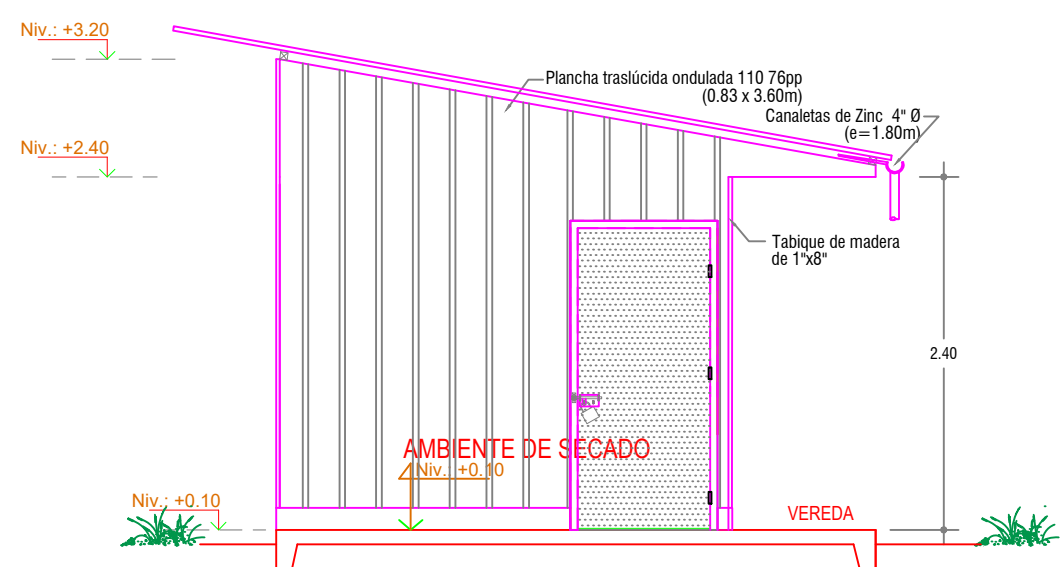 Niv.: +3.20
Plancha traslúcida ondulada 110 76pp
(0.83 x 3.60m)
Canaletas de Zinc 4" Ø
(e=1.80m)
Niv.: +2.40
Tabique de madera
de 1"x8"
2.40
AMBIENTE DE SECADO
Niv.: +0.10
Niv.: +0.10
VEREDA